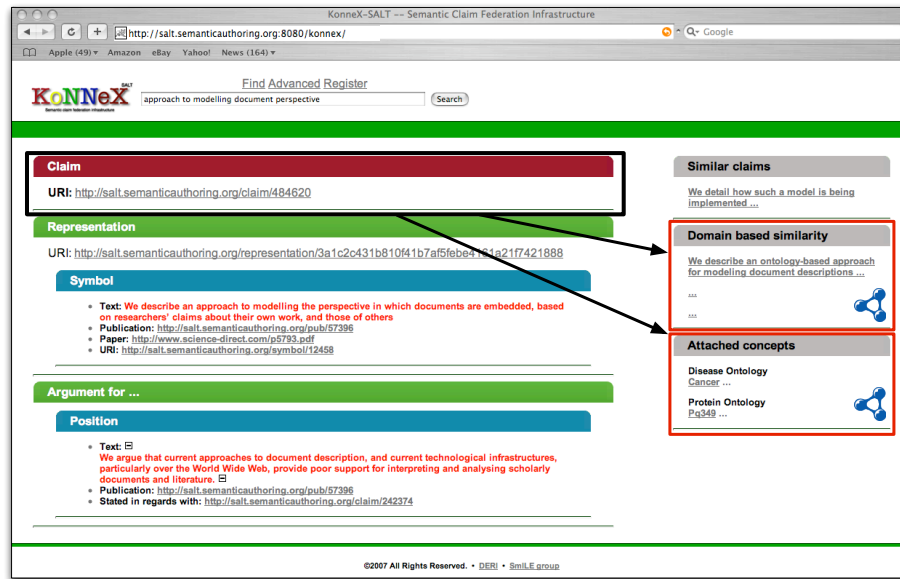 KonneX-SALT -- Semantic Claim Federation Infrastructure
http://salt.semanticauthoring.org:8080/konnex/
Google
Apple (49) Amazon eBay Yahoo! News (164)
KoNNeX SALT
Semantic claim federation infrastructure
Find Advanced Register
approach to modelling document perspective
Search
Claim
URI: http://salt.semanticauthoring.org/claim/484620
Representation
URI: http://salt.semanticauthoring.org/representation/3a1c2c431b810f41b7af5febe4161a21f7421888
Symbol
• Text: We describe an approach to modelling the perspective in which documents are embedded, based
on researchers' claims about their own work, and those of others
• Publication: http://salt.semanticauthoring.org/pub/57396
• Paper: http://www.science-direct.com/p5793.pdf
• URI: http://salt.semanticauthoring.org/symbol/12458
Argument for ...
Position
• Text:
We argue that current approaches to document description, and current technological infrastructures,
particularly over the World Wide Web, provide poor support for interpreting and analysing scholarly
documents and literature.
• Publication: http://salt.semanticauthoring.org/pub/57396
• Stated in regards with: http://salt.semanticauthoring.org/claim/242374
Similar claims
We detail how such a model is being
implemented ...
Domain based similarity
We describe an ontology-based approach
for modeling document descriptions ...
...
...
Attached concepts
Disease Ontology
Cancer ...
Protein Ontology
Pq349 ...
©2007 All Rights Reserved. • DERI • SmILE group